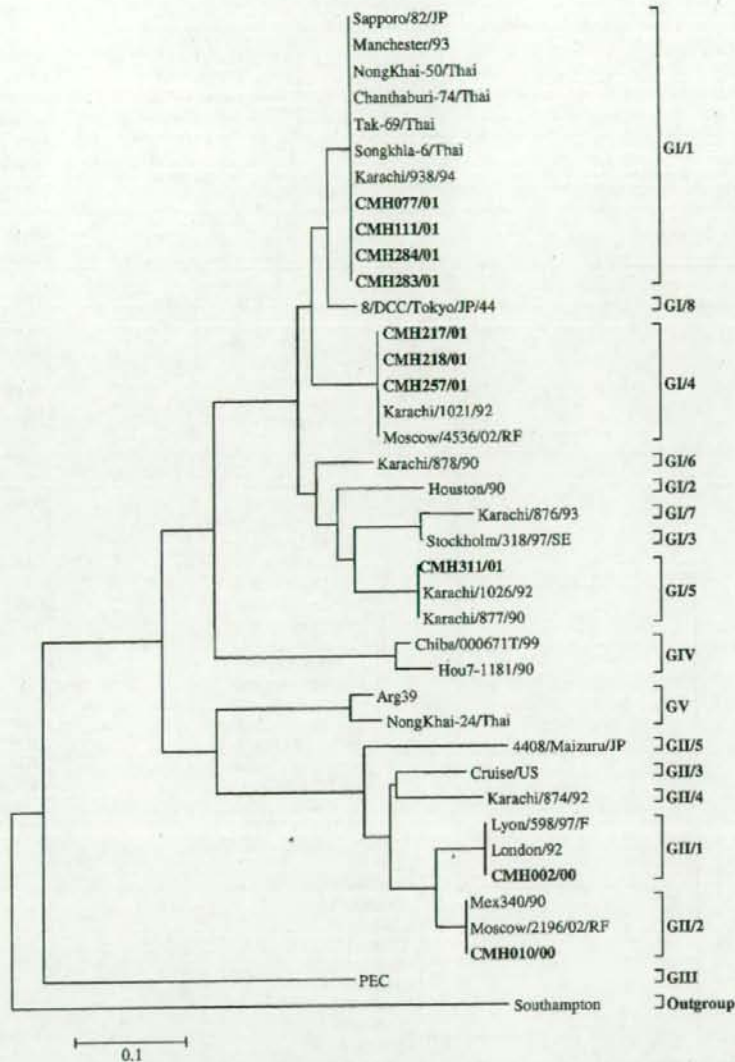 Sapporo/82/JP
Manchester/93
NongKhai-50/Thai
Chanthaburi-74/Thai
Tak-69/Thai
Songkhla-6/Thai
Karachi/938/94
CMH077/01
CMH111/01
CMH284/01
CMH283/01
GI/1
8/DCC/Tokyo/JP/44
GI/8
CMH217/01
CMH218/01
CMH257/01
Karachi/1021/92
Moscow/4536/02/RF
GI/4
Karachi/878/90
GI/6
Houston/90
GI/2
Karachi/876/93
GI/7
Stockholm/318/97/SE
GI/3
CMH311/01
Karachi/1026/92
Karachi/877/90
GI/5
Chiba/000671T/99
Hou7-1181/90
GIV
Arg39
NongKhai-24/Thai
GV
4408/Maizuru/JP
GII/5
Cruise/US
GII/3
Karachi/874/92
GII/4
Lyon/598/97/F
London/92
CMH002/00
GII/1
Mex340/90
Moscow/2196/02/RF
CMH010/00
GII/2
PEC
GIII
Southampton
Outgroup
0.1